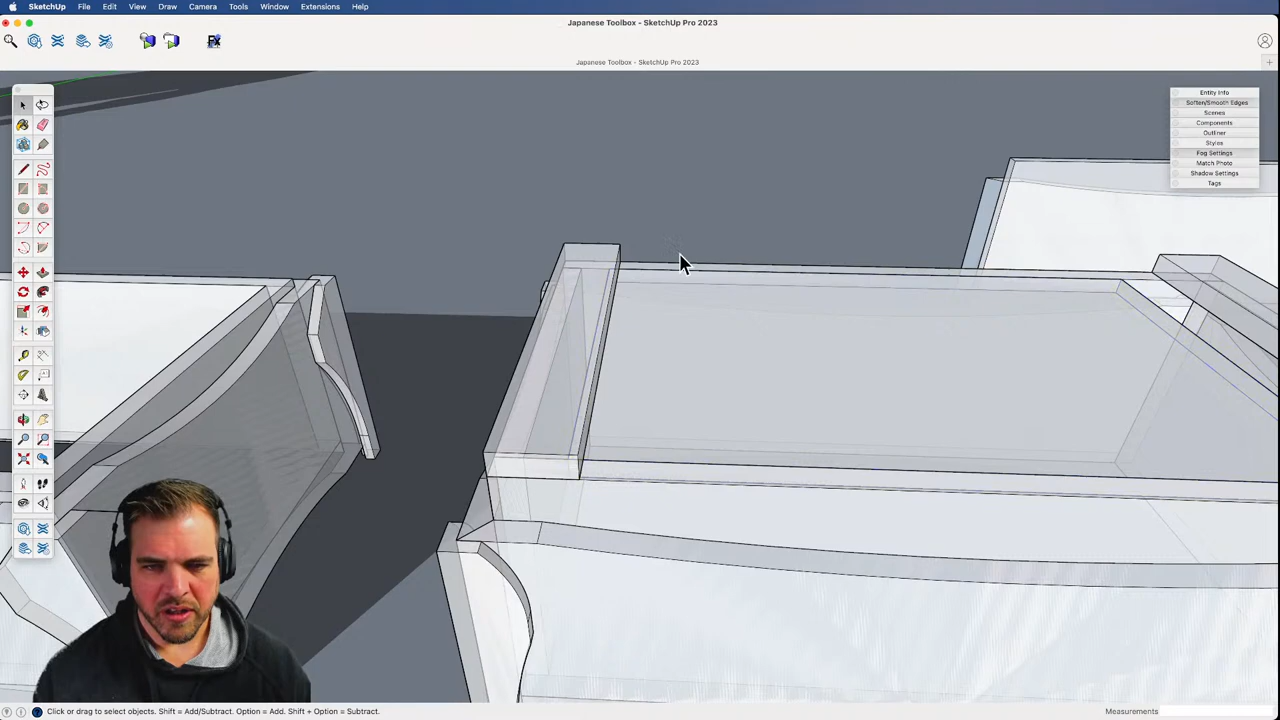 SketchUp File Edit View Draw Camera Tools Window Extensions Help
Japanese Toolbox - SketchUp Pro 2023
Japanese Toolbox - SketchUp Pro 2023
Entity Info
Soften/Smooth Edges
Scenes
Components
Outliner
Styles
Fog Settings
Match Photo
Shadow Settings
Tags
Click or drag to select objects. Shift = Add/Subtract. Option = Add. Shift + Option = Subtract.
Measurements